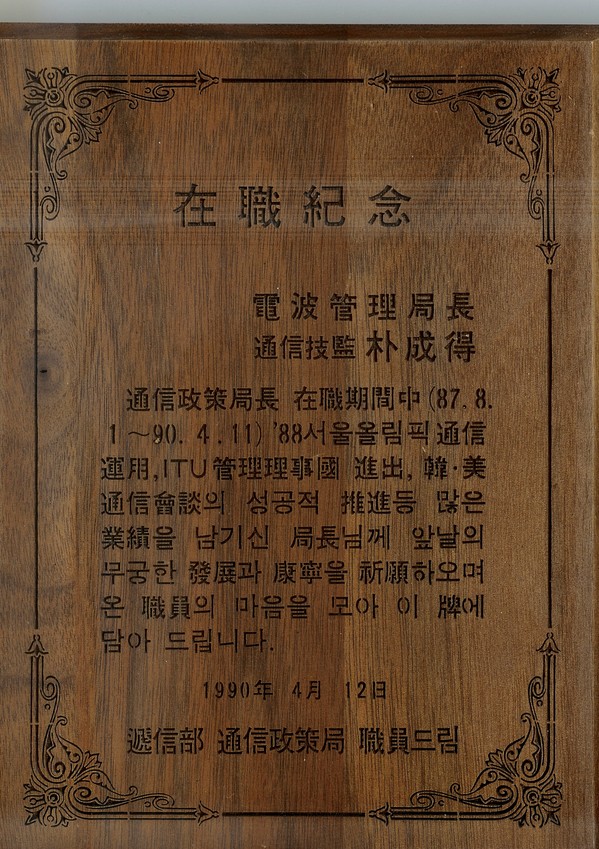 在職紀念
電波管理局長
通信技監 朴成得
通信政策局長 在職期間中(87. 8.
1～90. 4. 11) '88서울올림픽 通信
運用, ITU管理理事國 進出, 韓·美
通信會談의 성공적 推進등 많은
業績을 남기신 局長님께 앞날의
무궁한 發展과 康寧을 祈願하오며
온 職員의 마음을 모아 이 牌에
담아 드립니다.
1990年 4月 12日
遞信部 通信政策局 職員드림